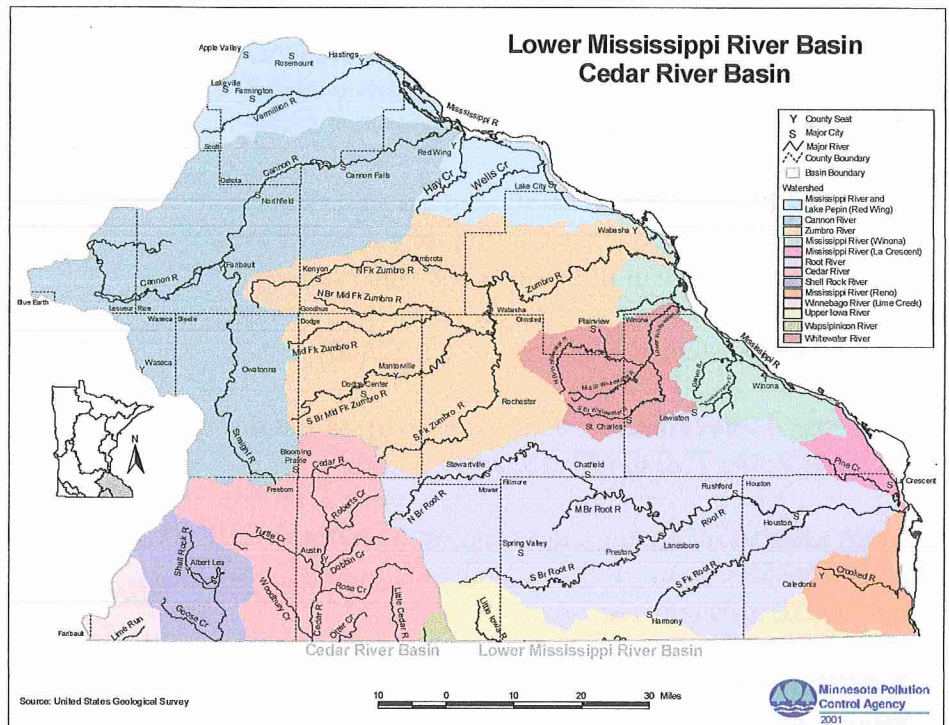 Lower Mississippi River Basin
Cedar River Basin
Apple Valley
S
S
Rosemount
Hastings
Y
Lakeville
S
Farmington
S
Vermillion R
Mississippi R
Scott
Dakota
Cannon R
Red Wing
Y
S
Cannon Falls
Hay Cr
Wells Cr
Lake City
S
S
Northfield
Wabasha Y
Y
Faribault
Cannon R
Kenyon
S
N Fk Zumbro R
Zumbrota
S
Zumbro R
N Br Mid Fk Zumbro R
Blue Earth
Lesueur
Rice
Waseca
Steele
Goodhue
Dodge
Wabasha
Olmsted
Plainview
S
Winona
Mississippi R
Mid Fk Zumbro R
Waseca
Y
Owatonna
Mantorville
Dodge Center
S
S Br Mid Fk Zumbro R
Rochester
Winona
S Fk Zumbro R
St. Charles
S
Lewiston
S
Straight R
Blooming
Prairie
S
Cedar R
Stewartville
S
Chatfield
S
Pine Cr
S
La Crescent
Freeborn
Mower
Fillmore
Rushford
S
Houston
N Br Root R
Roberts Cr
M Br Root R
Root R
Houston
S
Shell Rock R
Turtle Cr
Austin
Y
Dobbin Cr
Spring Valley
S
Preston
Lanesboro
Albert Lea
Woodbury Cr
Rose Cr
S Br Root R
S Fk Root R
Caledonia
Y
Crooked R
Goose Cr
Cedar R
Otter Cr
Little Cedar R
Little Iowa R
S
Harmony
Faribault
Lime Run
Cedar River Basin
Lower Mississippi River Basin
Y County Seat
S Major City
Major River
County Boundary
Basin Boundary
Watershed
Mississippi River and
Lake Pepin (Red Wing)
Cannon River
Zumbro River
Mississippi River (Winona)
Mississippi River (La Crescent)
Root River
Cedar River
Shell Rock River
Mississippi River (Reno)
Winnebago River (Lime Creek)
Upper Iowa River
Wapsipinicon River
Whitewater River
N
Source: United States Geological Survey
10 0 10 20 30 Miles
Minnesota Pollution
Control Agency
2001